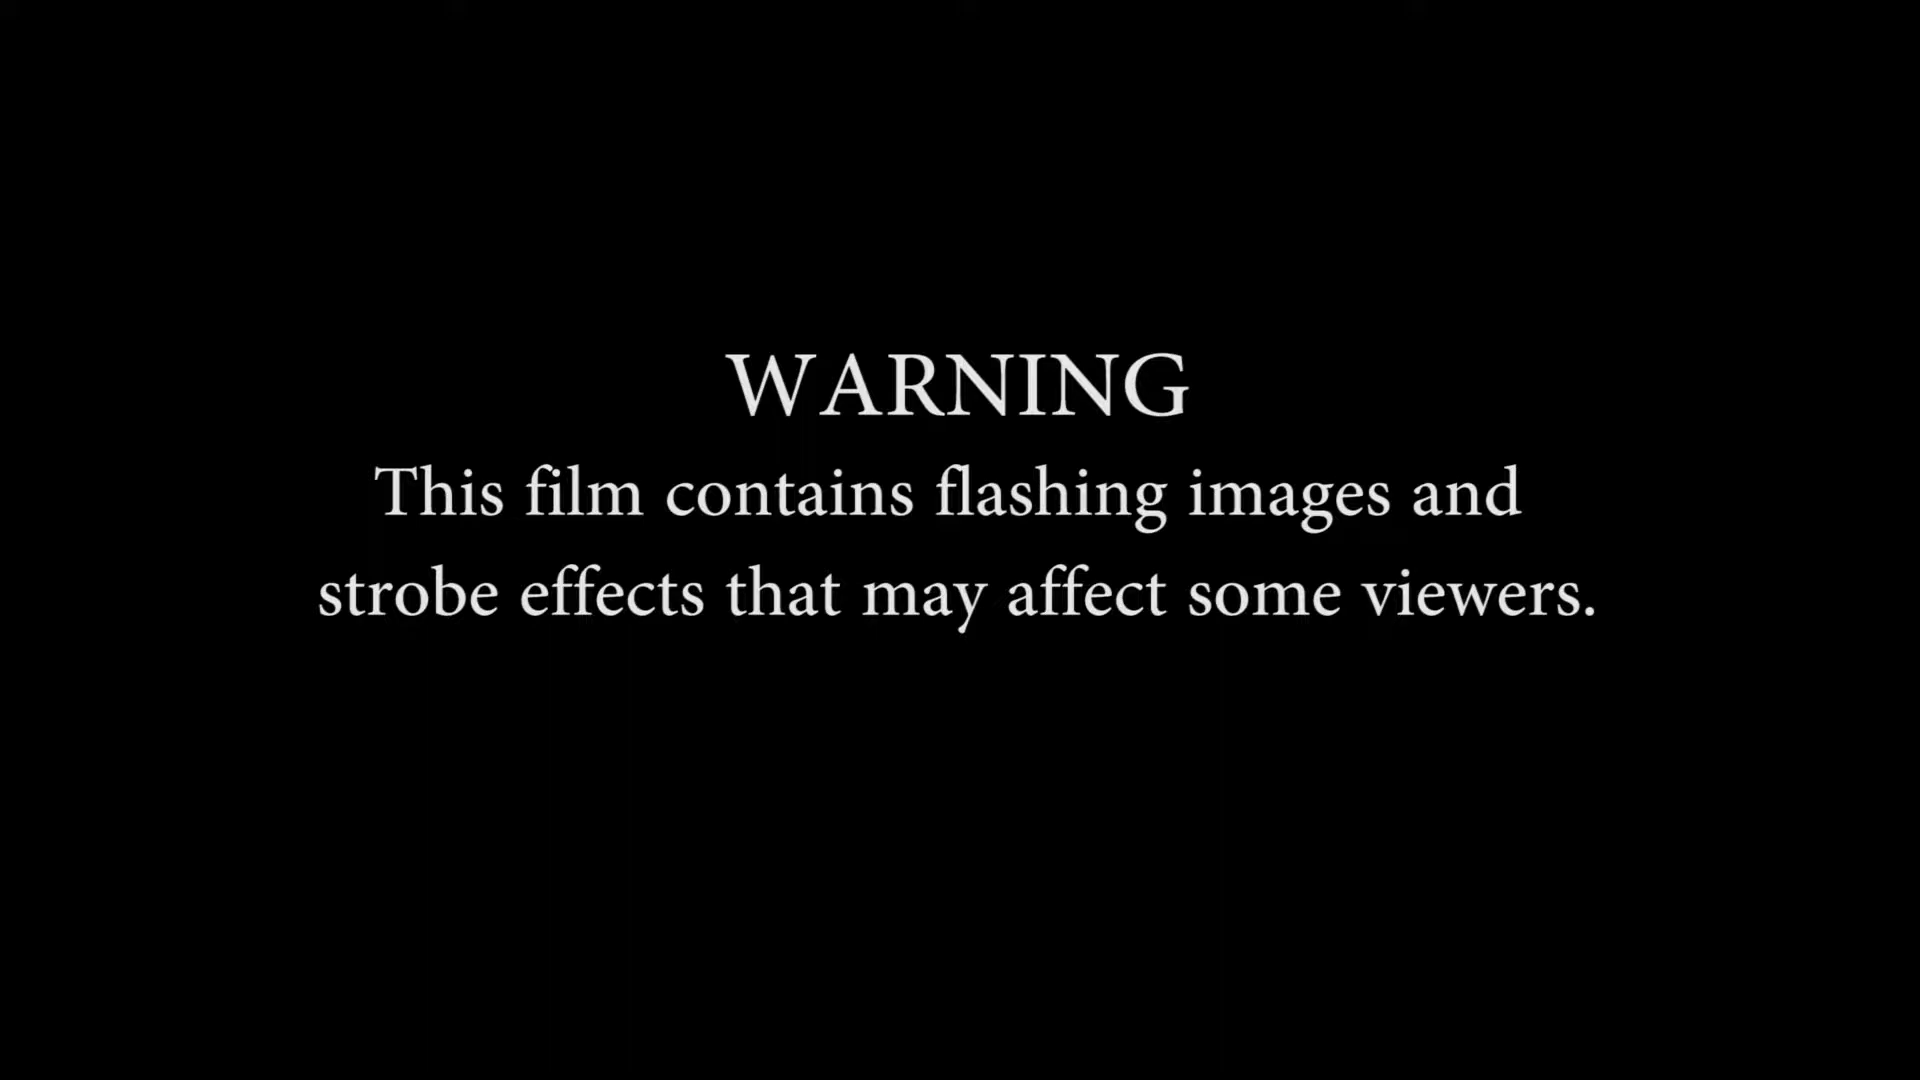 WARNING
This film contains flashing images and
strobe effects that may affect some viewers.